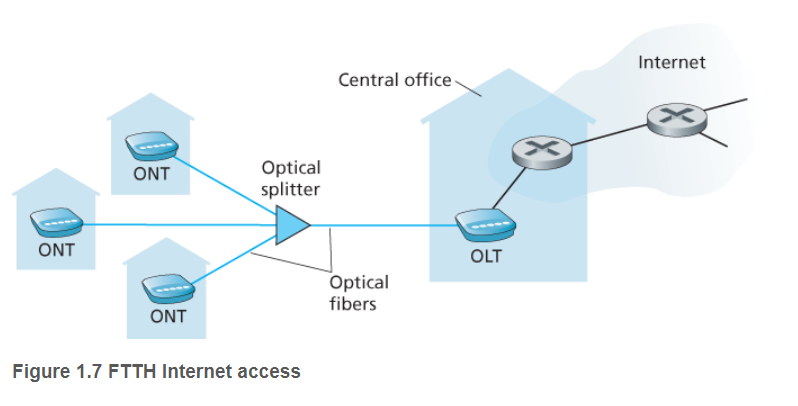 Internet
Central office
ONT
Optical
splitter
ONT
OLT
Optical
fibers
ONT
Figure 1.7 FTTH Internet access